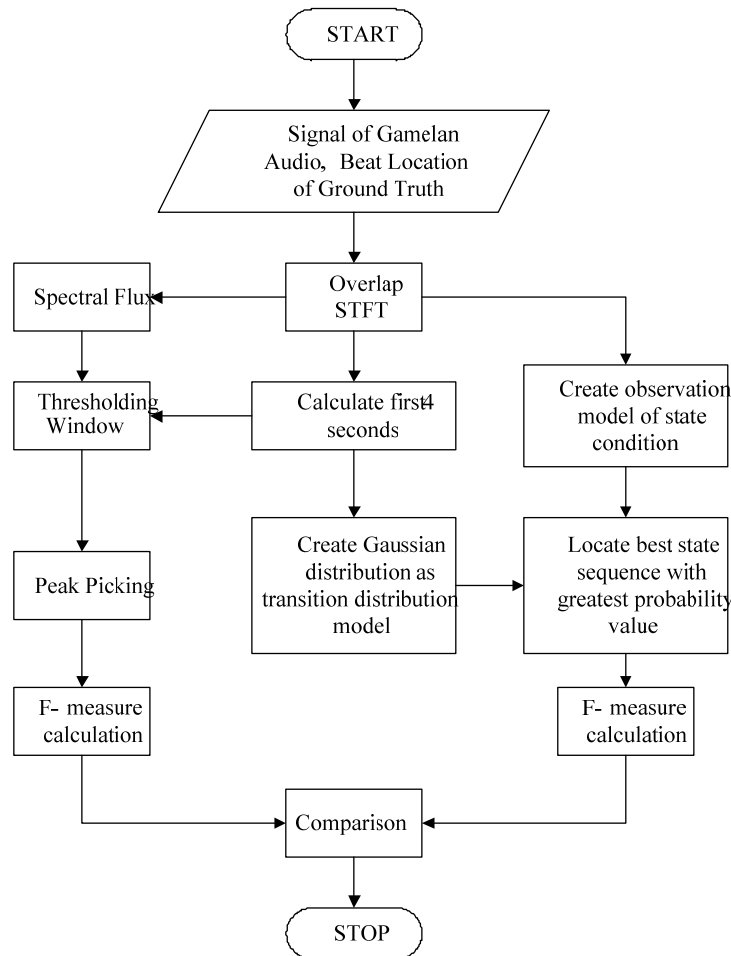 START
Signal of Gamelan
Audio, Beat Location
of Ground Truth
Spectral Flux
Overlap
STFT
Thresholding
Window
Calculate first4
seconds
Create observation
model of state
condition
Peak Picking
Create Gaussian
distribution as
transition distribution
model
Locate best state
sequence with
greatest probability
value
F- measure
calculation
F- measure
calculation
Comparison
STOP